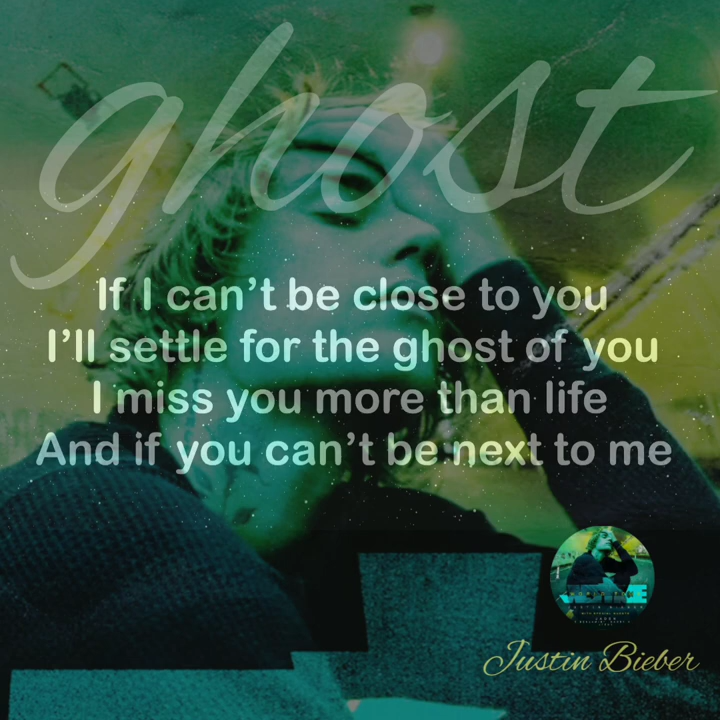 ghost
If I can’t be close to you
I’ll settle for the ghost of you
I miss you more than life
And if you can’t be next to me
Justin Bieber